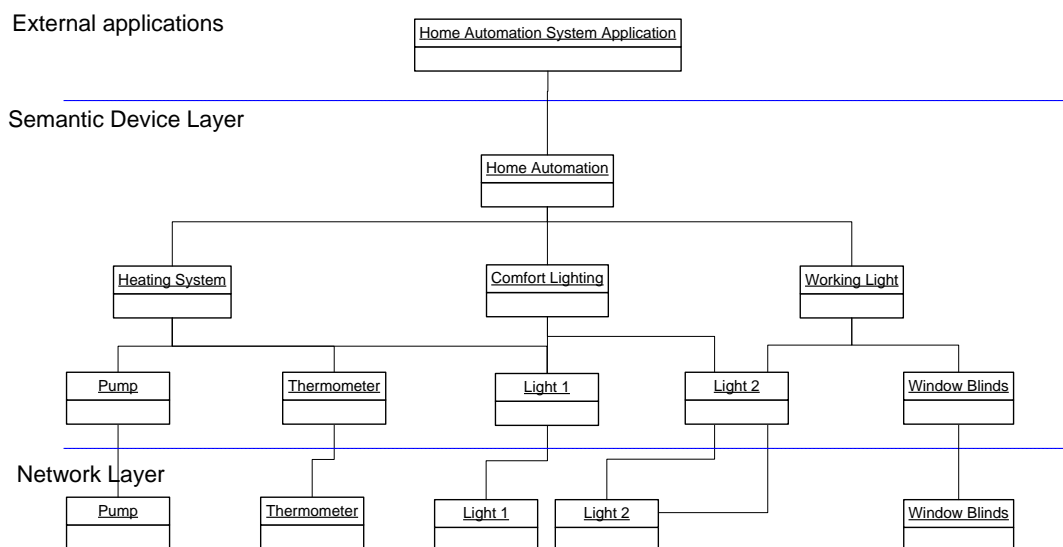 External applications
Home Automation System Application
Semantic Device Layer
Home Automation
Heating System
Comfort Lighting
Working Light
Pump
Thermometer
Light 1
Light 2
Window Blinds
Network Layer
Pump
Thermometer
Light 1
Light 2
Window Blinds